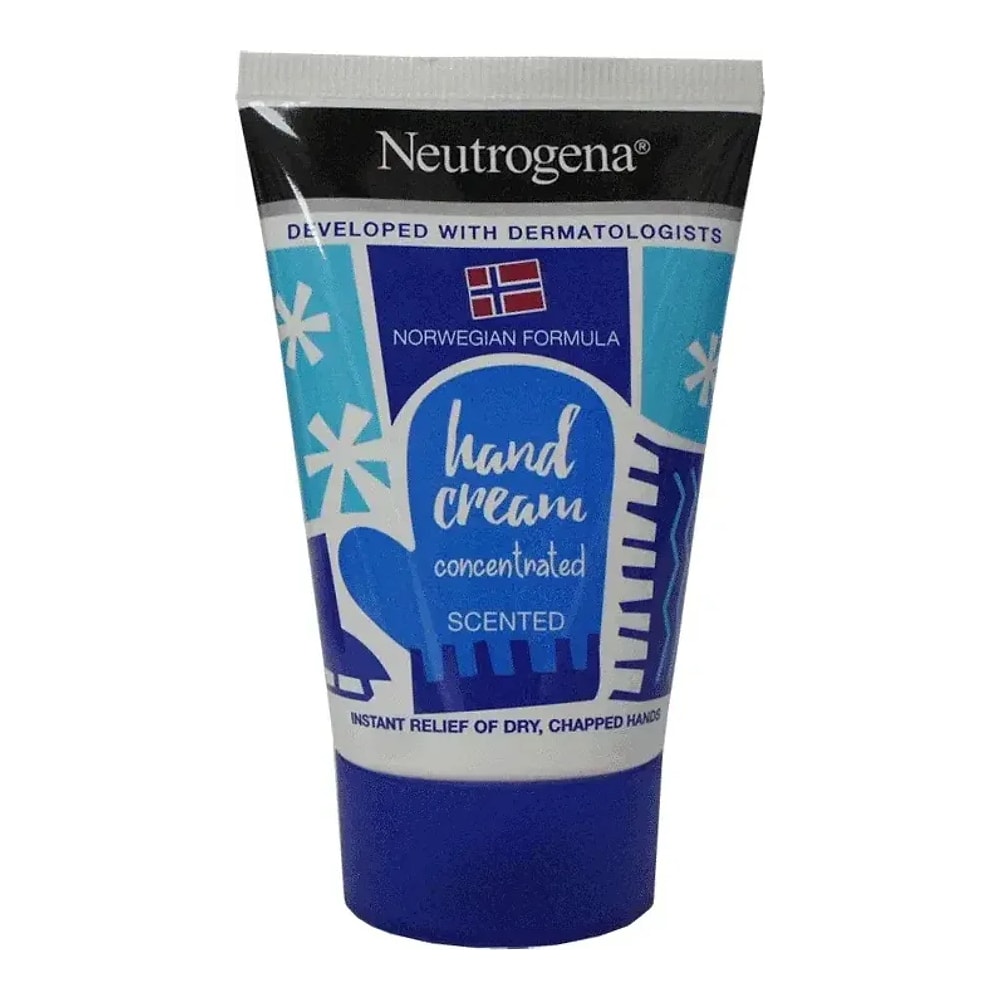 Neutrogena®
DEVELOPED WITH DERMATOLOGISTS
NORWEGIAN FORMULA
hand
cream
concentrated
SCENTED
INSTANT RELIEF OF DRY, CHAPPED HANDS